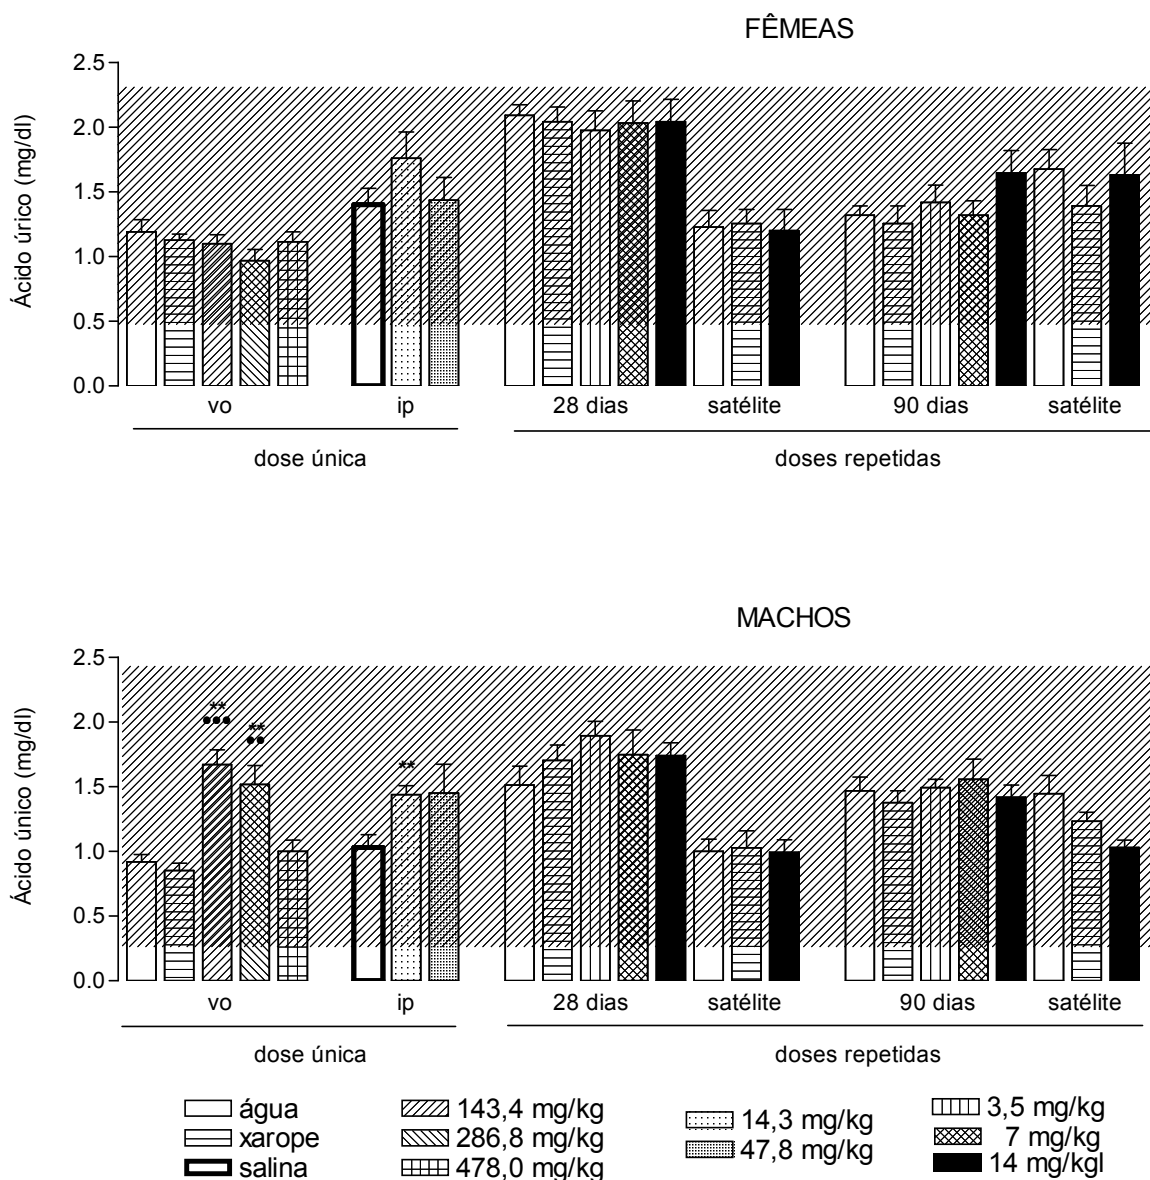 FÊMEAS
2.5
2.0
1.5
1.0
0.5
0.0
Ácido único (mg/dl)
vo ip 28 dias satélite 90 dias satélite
dose única doses repetidas
MACHOS
2.5
2.0
1.5
1.0
0.5
0.0
Ácido único (mg/dl)
**
•••
**
••
**
vo ip 28 dias satélite 90 dias satélite
dose única doses repetidas
água 143,4 mg/kg 14,3 mg/kg 3,5 mg/kg
xarope 286,8 mg/kg 47,8 mg/kg 7 mg/kg
salina 478,0 mg/kg 14 mg/kgl